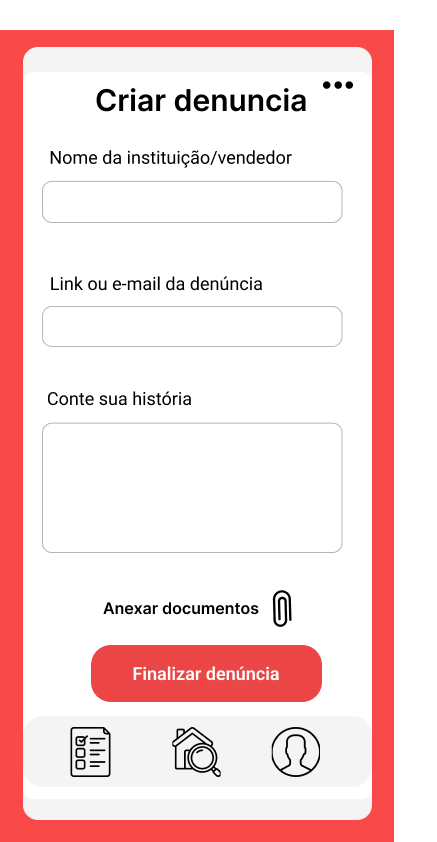 Criar denuncia
Nome da instituição/vendedor
Link ou e-mail da denúncia
Conte sua história
Anexar documentos
Finalizar denúncia